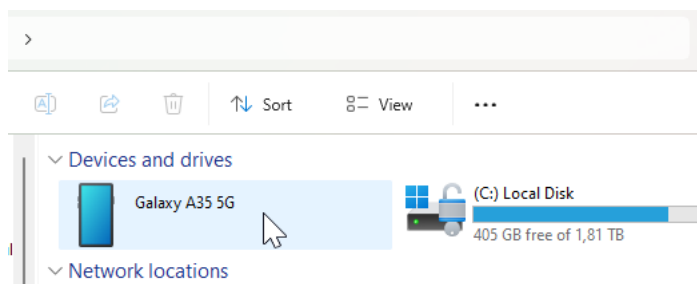 Sort
View
Devices and drives
Galaxy A35 5G
(C:) Local Disk
405 GB free of 1,81 TB
Network locations